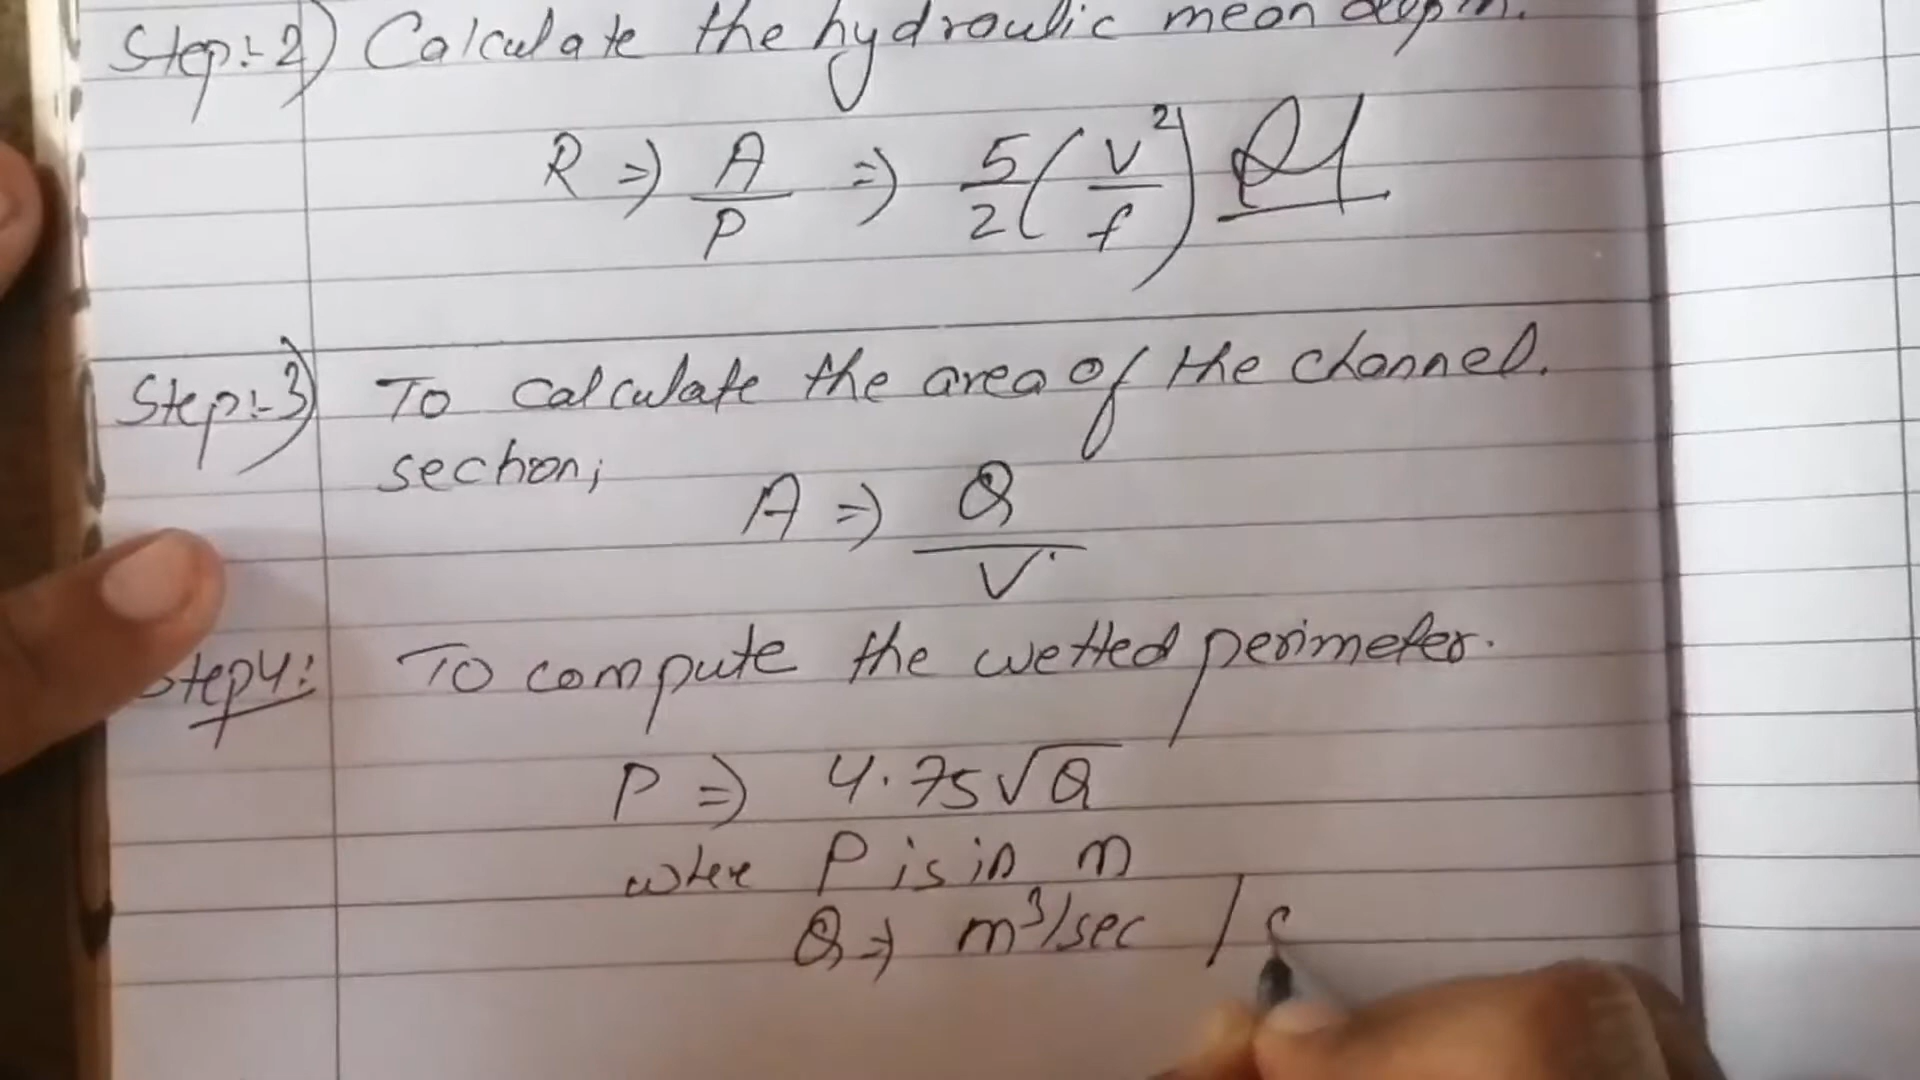 Step:-2) Calculate the hydraulic mean depth.
R => A/P => 5/2 (V²/f)
Step:-3) To calculate the area of the channel.
section;
A => Q/V.
Step4: To compute the wetted perimeter.
P => 4.75√Q
where P is in m
Q => m³/sec /